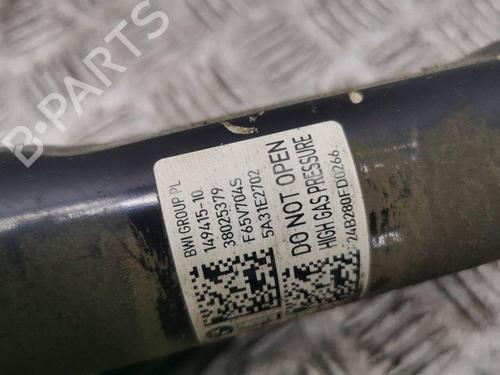 BWI GROUP PL
149415-10
38025379
F65V704S
5A31E2702
DO NOT OPEN
HIGH GAS PRESSURE
24B280FD0266
B-PARTS